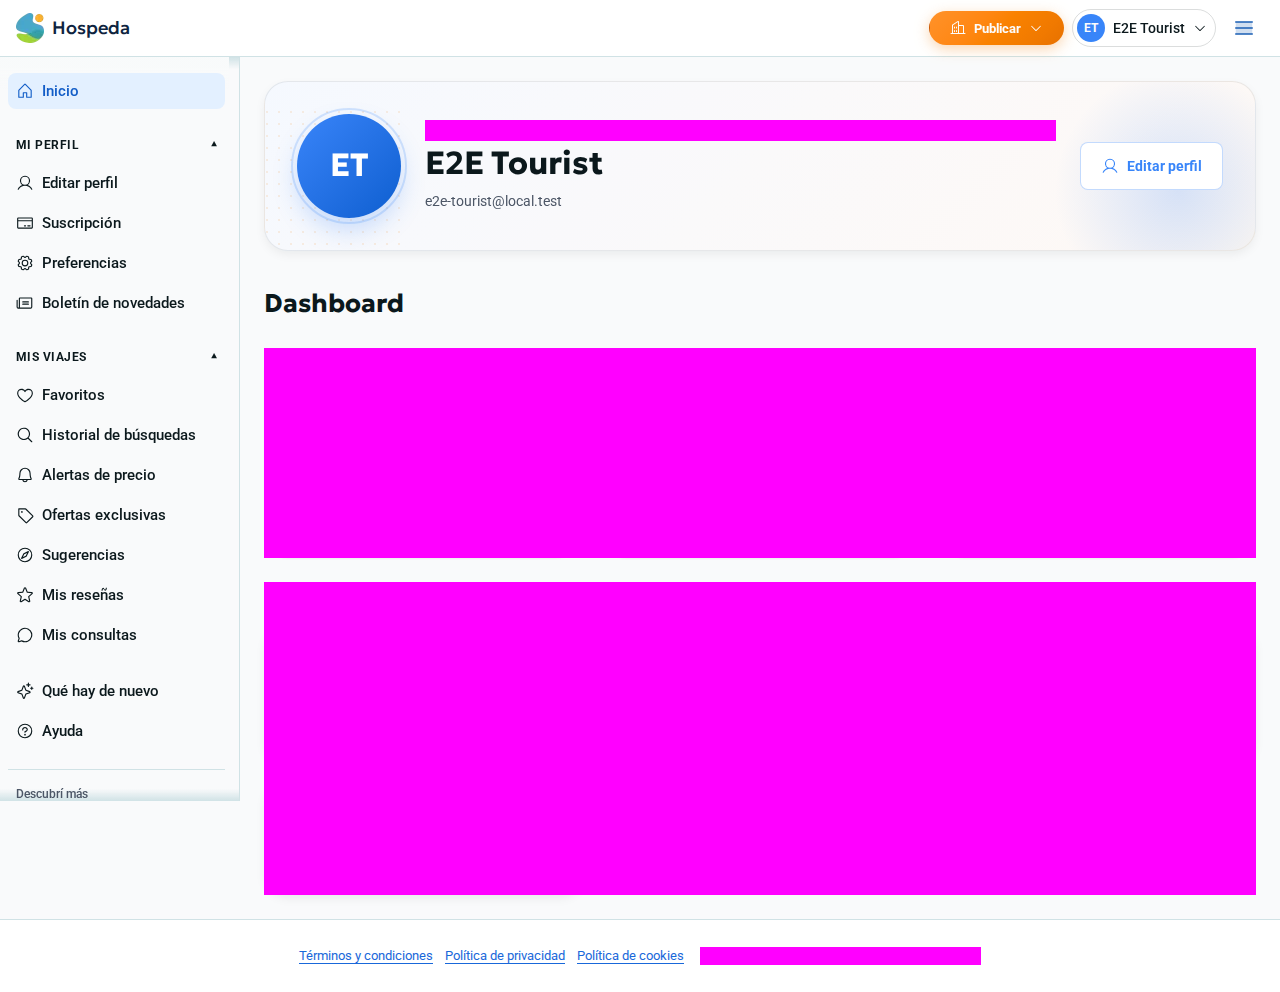 Hospeda
Publicar
ET
E2E Tourist
Inicio
MI PERFIL
Editar perfil
Suscripción
Preferencias
Boletín de novedades
MIS VIAJES
Favoritos
Historial de búsquedas
Alertas de precio
Ofertas exclusivas
Sugerencias
Mis reseñas
Mis consultas
Qué hay de nuevo
Ayuda
Descubrí más
ET
E2E Tourist
e2e-tourist@local.test
Editar perfil
Dashboard
Términos y condiciones Política de privacidad Política de cookies